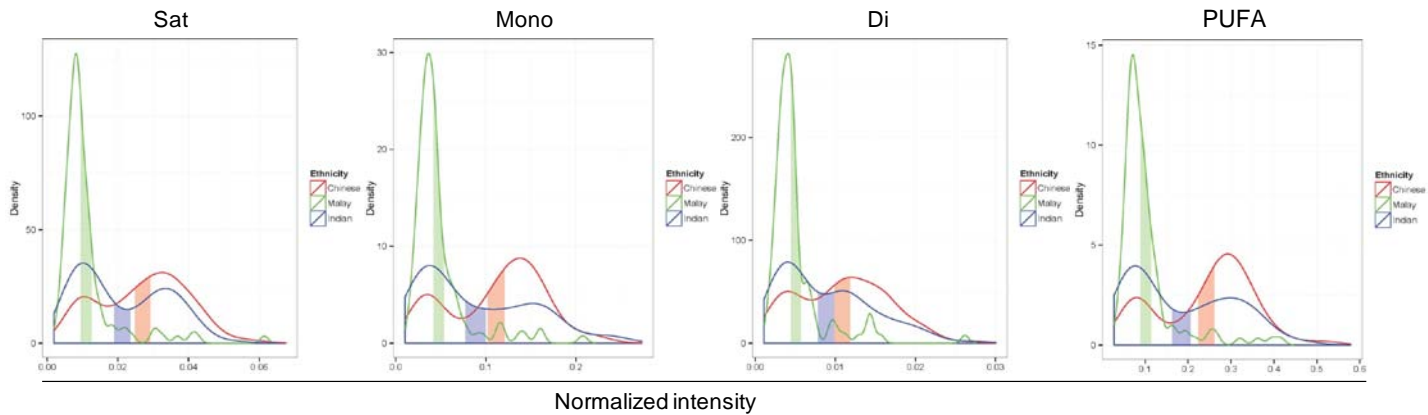 Sat Mono Di PUFA
Density
100
50
0
0.00 0.02 0.04 0.06
Ethnicity
Chinese
Malay
Indian
Density
30
20
10
0
0.1 0.2
Ethnicity
Chinese
Malay
Indian
Density
200
100
0
0.00 0.01 0.02 0.03
Ethnicity
Chinese
Malay
Indian
Density
15
10
5
0
0.1 0.2 0.3 0.4 0.5 0.6
Ethnicity
Chinese
Malay
Indian
Normalized intensity